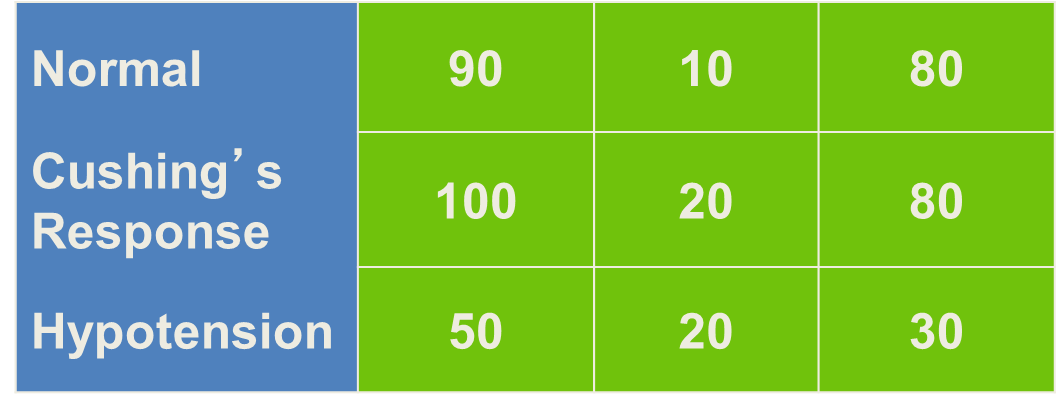 Normal 90 10 80
Cushing’s
Response 100 20 80
Hypotension 50 20 30